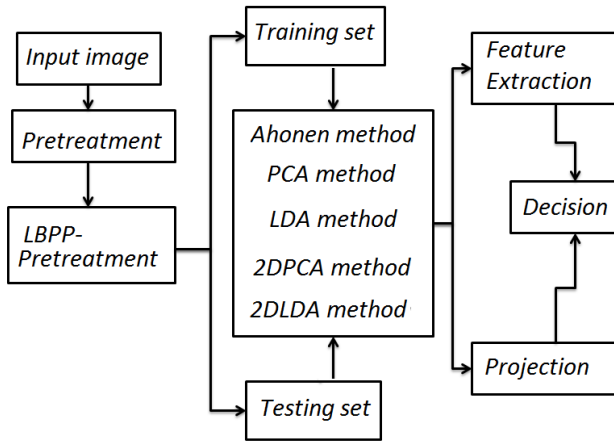 Input image
Pretreatment
LBPP-
Pretreatment
Training set
Ahonen method
PCA method
LDA method
2DPCA method
2DLDA method
Testing set
Feature
Extraction
Decision
Projection